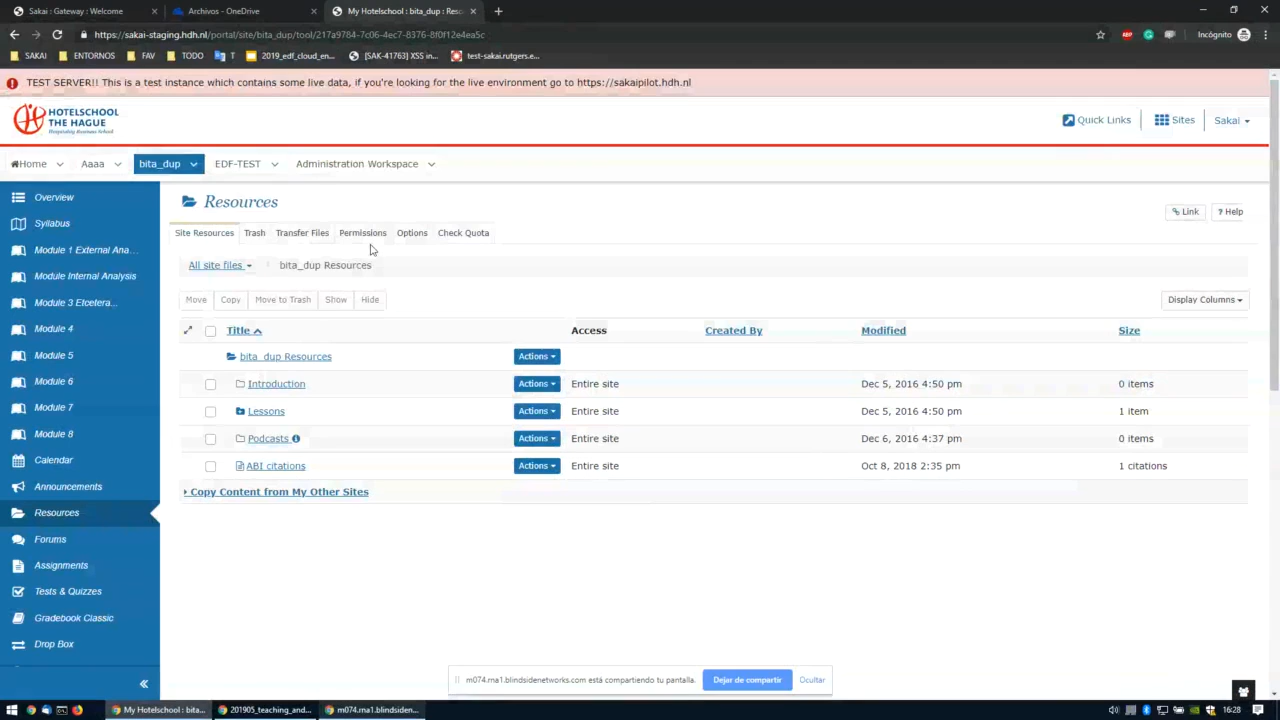 Sakai : Gateway : Welcome
Archivos - OneDrive
My Hotelschool : bita_dup : Reso
https://sakai-staging.hdh.nl/portal/site/bita_dup/tool/217a9784-7c06-4ec7-8376-8f0f12e4ea5c
Incógnito
SAKAI
ENTORNOS
FAV
TODO
T
2019_edf_cloud_en...
[SAK-41763] XSS in...
test-sakai.rutgers.e...
TEST SERVER!! This is a test instance which contains some live data, if you're looking for the live environment go to https://sakaipilot.hdh.nl
HOTELSCHOOL
THE HAGUE
Hospitality Business School
Quick Links
Sites
Sakai
Home
Aaaa
bita_dup
EDF-TEST
Administration Workspace
Overview
Syllabus
Module 1 External Ana...
Module Internal Analysis
Module 3 Etcetera...
Module 4
Module 5
Module 6
Module 7
Module 8
Calendar
Announcements
Resources
Forums
Assignments
Tests & Quizzes
Gradebook Classic
Drop Box
Resources
Link
? Help
Site Resources
Trash
Transfer Files
Permissions
Options
Check Quota
All site files
bita_dup Resources
Move
Copy
Move to Trash
Show
Hide
Display Columns
Title
Access
Created By
Modified
Size
bita_dup Resources
Actions
Introduction
Actions
Entire site
Dec 5, 2016 4:50 pm
0 items
Lessons
Actions
Entire site
Dec 5, 2016 4:50 pm
1 item
Podcasts
Actions
Entire site
Dec 6, 2016 4:37 pm
0 items
ABI citations
Actions
Entire site
Oct 8, 2018 2:35 pm
1 citations
Copy Content from My Other Sites
m074.rna1.blindsidenetworks.com está compartiendo tu pantalla.
Dejar de compartir
Ocultar
My Hotelschool : bita...
201905_teaching_and...
m074.rna1.blindsiden...
16:28